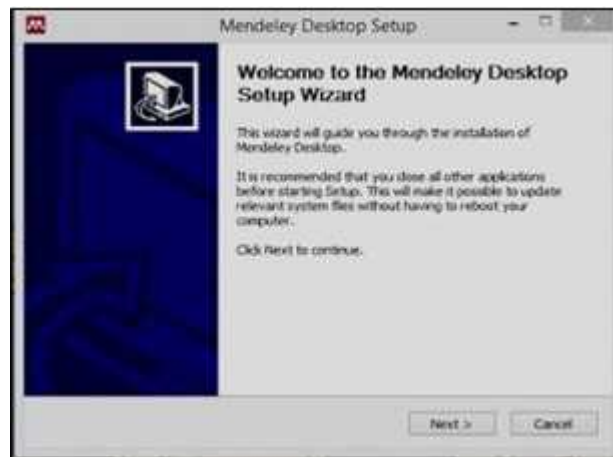 Mendeley Desktop Setup
Welcome to the Mendeley Desktop
Setup Wizard
This wizard will guide you through the installation of
Mendeley Desktop.
It is recommended that you close all other applications
before starting Setup. This will make it possible to update
relevant system files without having to reboot your
computer.
Click Next to continue.
Next >
Cancel